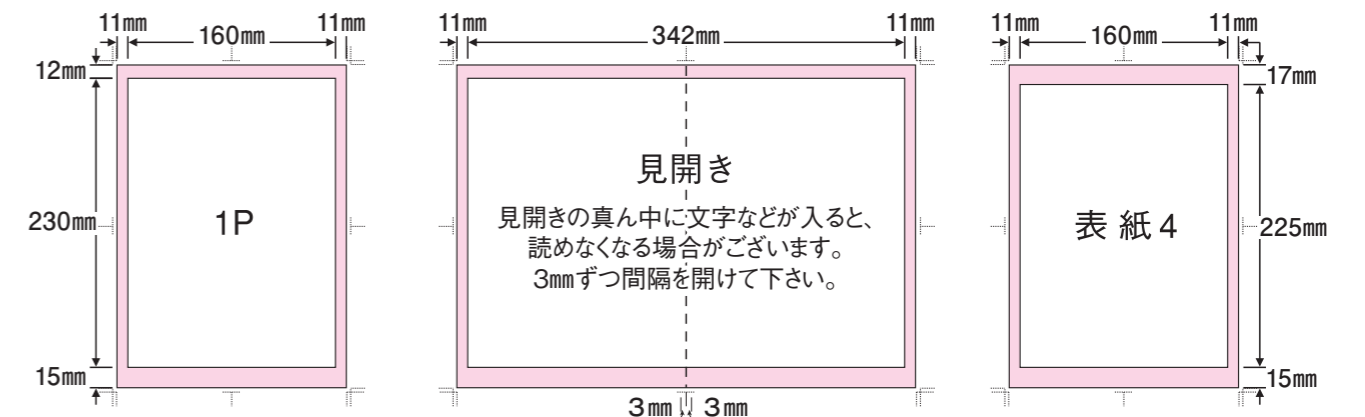 11㎜
160㎜
11㎜
12㎜
230㎜
1P
15㎜
11㎜
342㎜
11㎜
見開き
見開きの真ん中に文字などが入ると、
読めなくなる場合がございます。
3㎜ずつ間隔を開けて下さい。
3㎜ 3㎜
11㎜
160㎜
11㎜
17㎜
表紙4
225㎜
15㎜